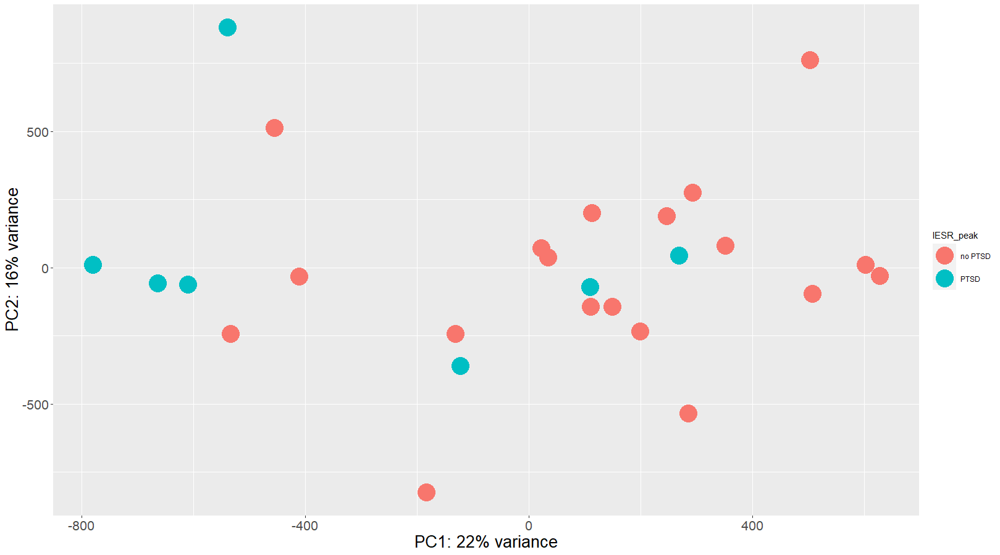 500
0
-500
PC2: 16% variance
-800
-400
0
400
PC1: 22% variance
IESR_peak
no PTSD
PTSD